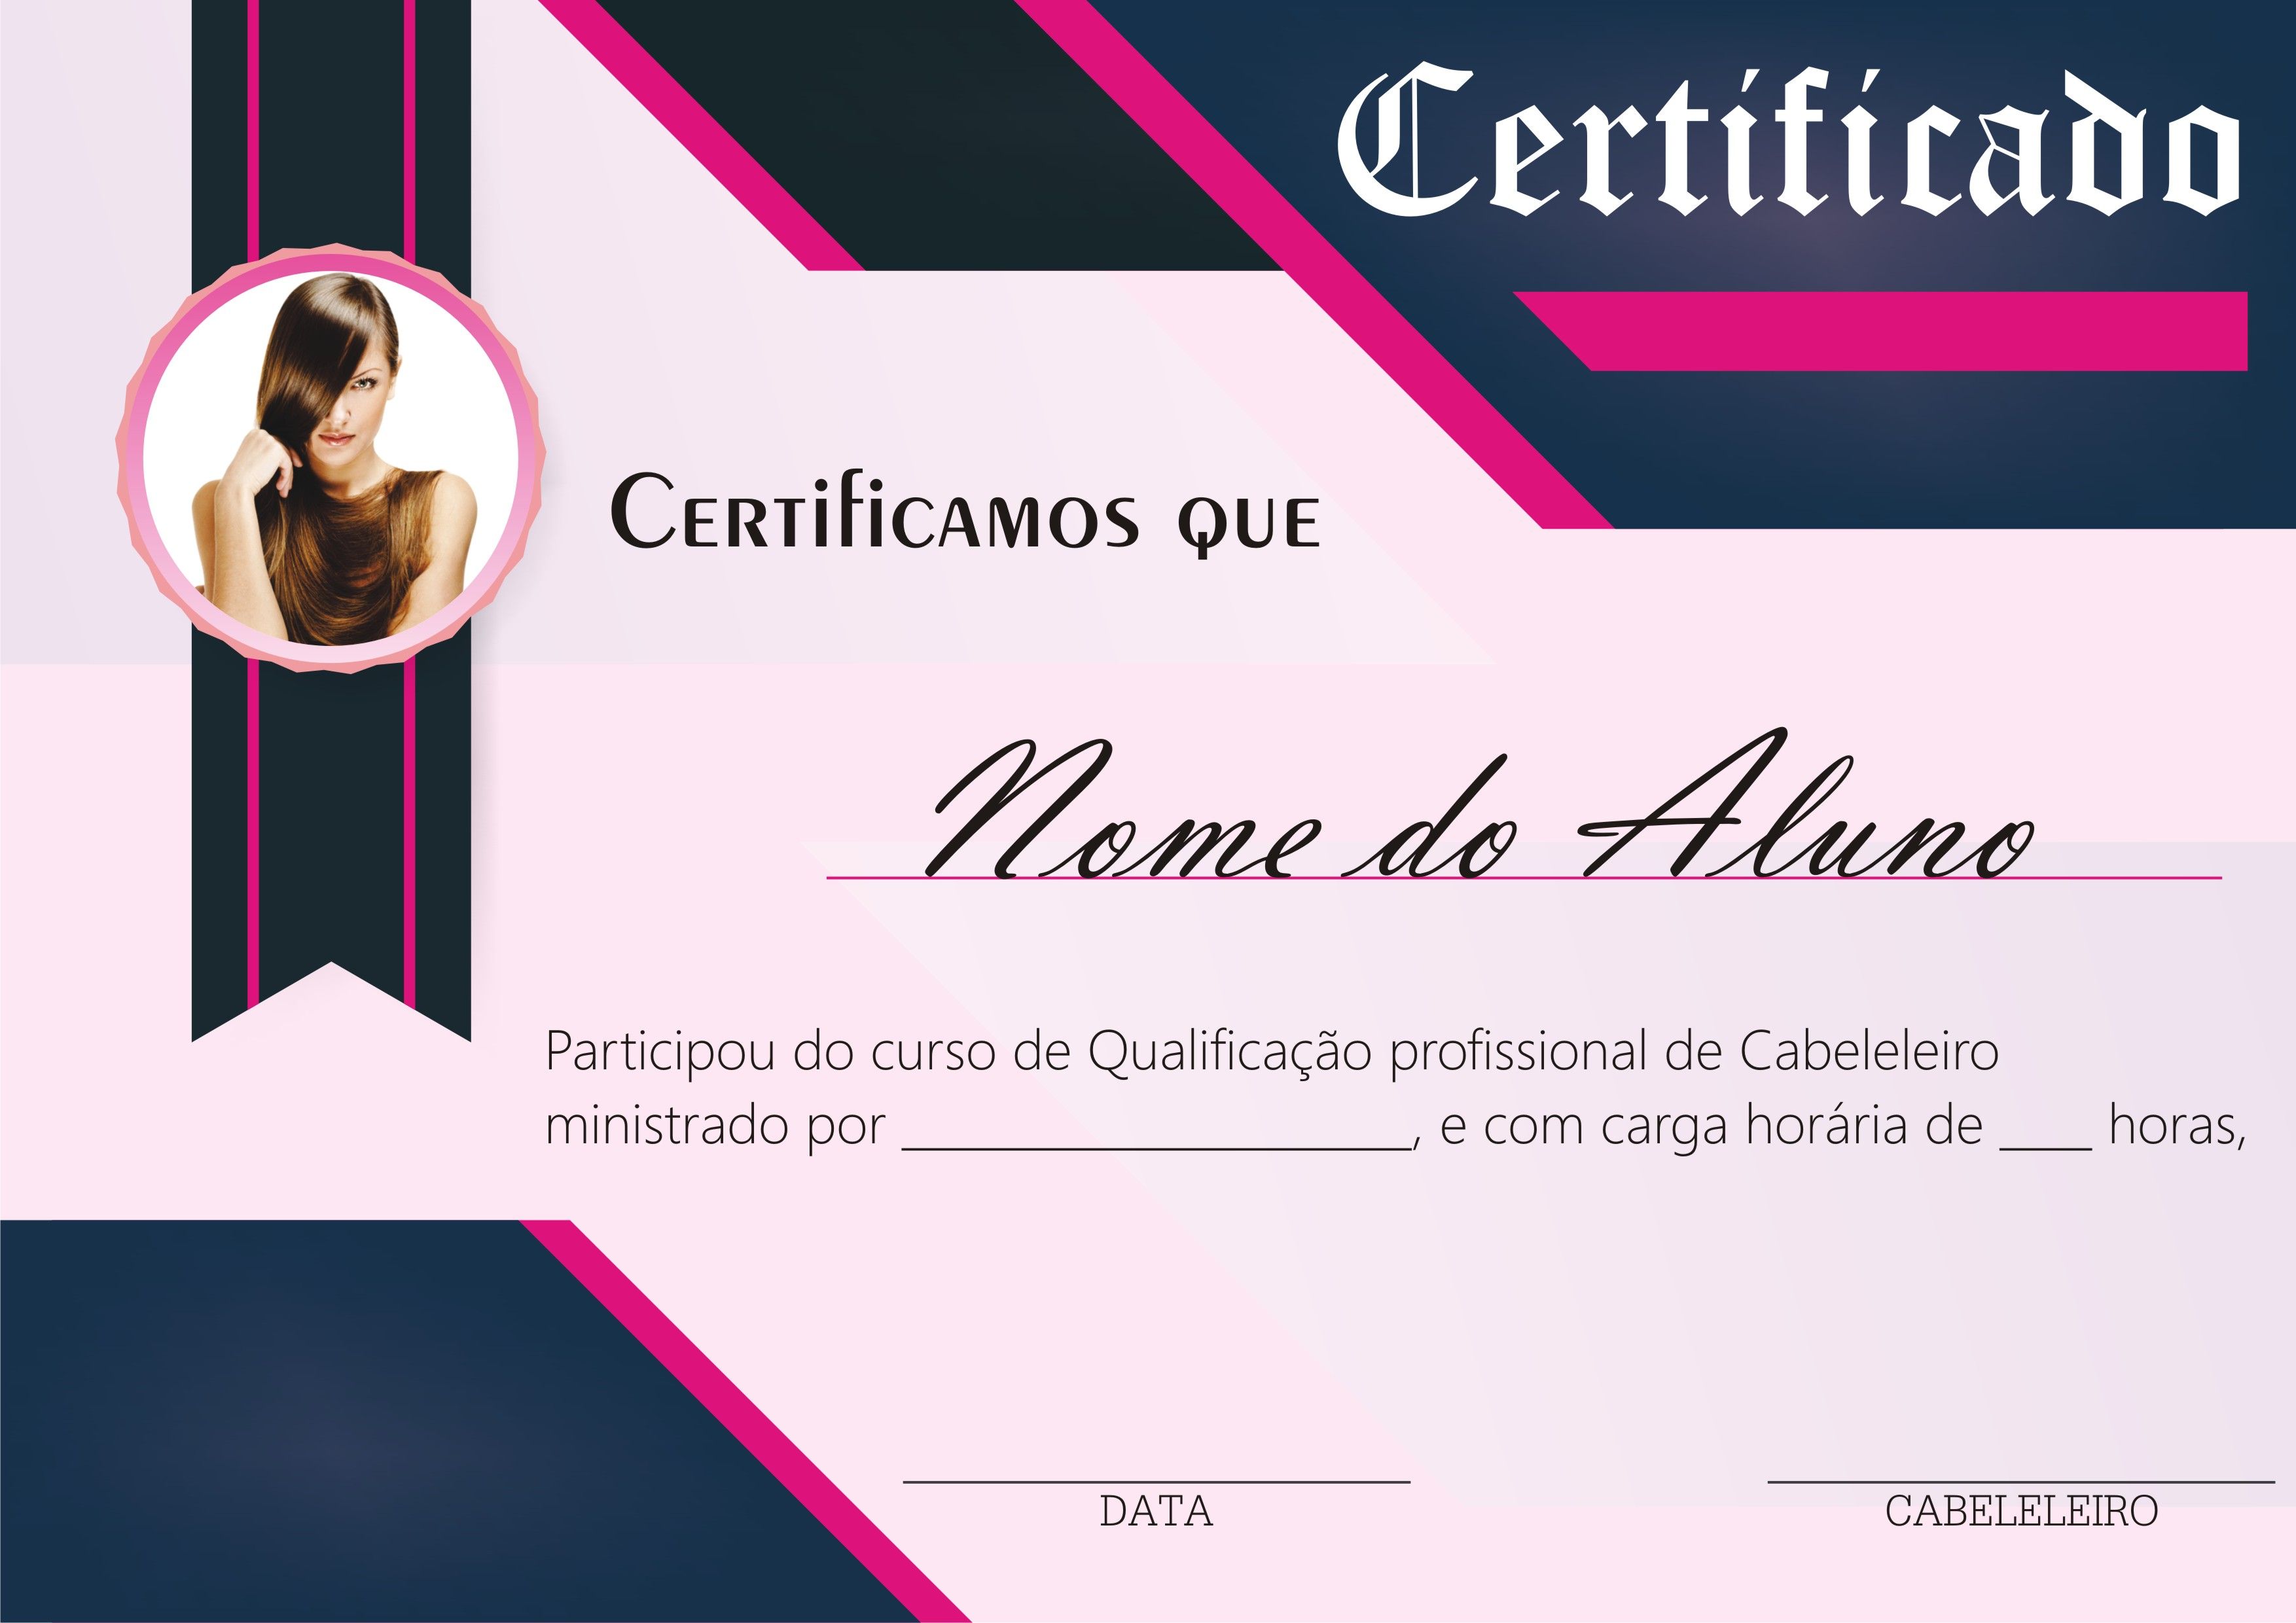 Certificado
Certificamos que
Nome do Aluno
Participou do curso de Qualificação profissional de Cabeleleiro
ministrado por ____________________, e com carga horária de ____ horas,
DATA
CABELELEIRO